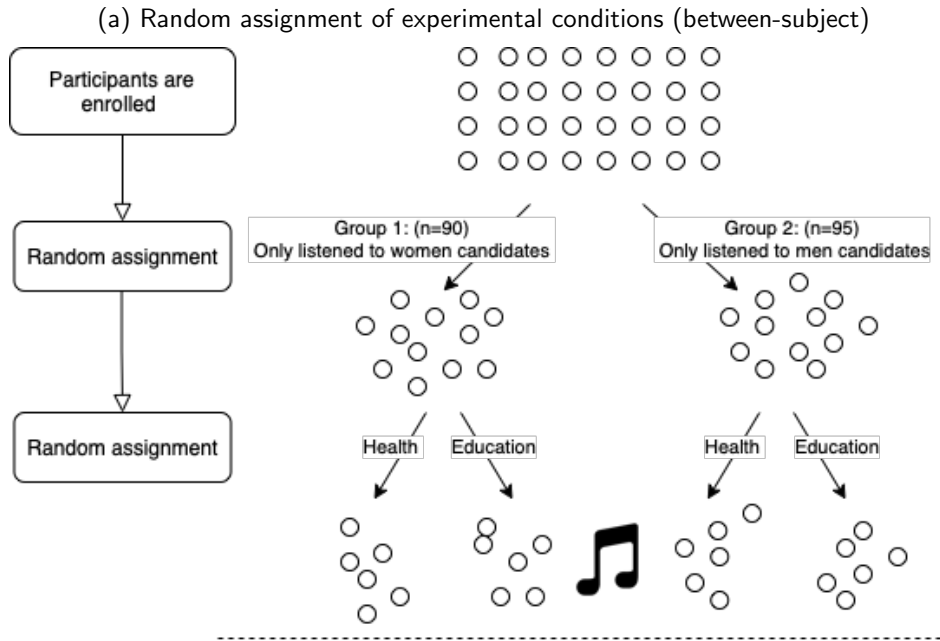 (a) Random assignment of experimental conditions (between-subject)
Participants are
enrolled
Random assignment
Group 1: (n=90)
Only listened to women candidates
Group 2: (n=95)
Only listened to men candidates
Random assignment
Health
Education
Health
Education